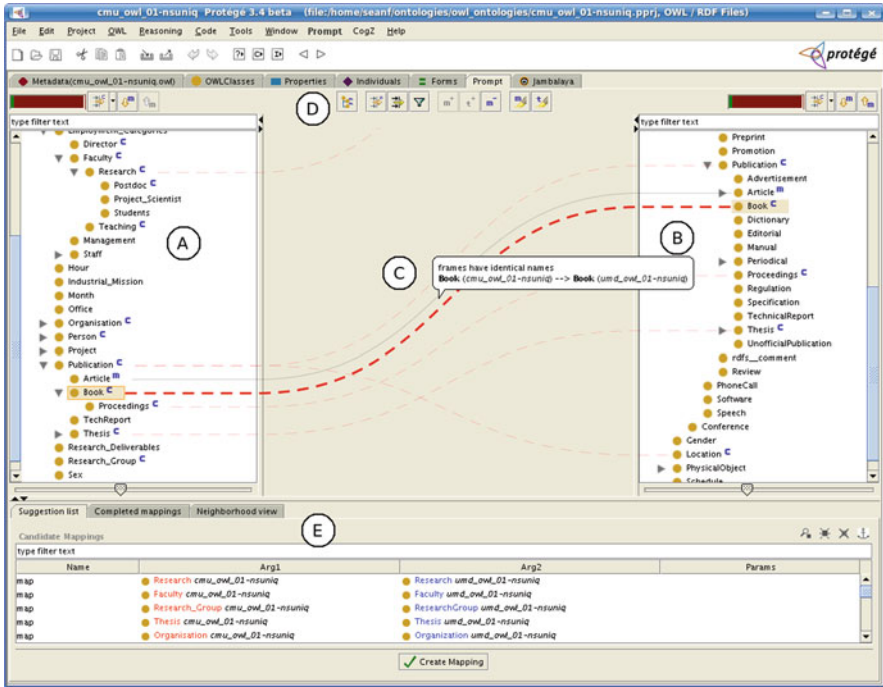 cmu_owl_01-nsuniq Protégé 3.4 beta (file:/home/seanf/ontologies/owl_ontologies/cmu_owl_01-nsuniq.pprj, OWL / RDF Files)
File Edit Project OWL Reasoning Code Tools Window Prompt CogZ Help
protégé
Metadata(cmu_owl_01-nsuniq.owl) OWLClasses Properties Individuals Forms Prompt Jambalaya
D
type filter text
Employment_Categories
Director C
Faculty C
Research C
Postdoc C
Project_Scientist
Students
Teaching C
Management
Staff
Hour
Industrial_Mission
Month
Office
Organisation C
Person C
Project
Publication C
Article m
Book C
Proceedings C
TechReport
Thesis C
Research_Deliverables
Research_Group C
Sex
A
C
frames have identical names
Book (cmu_owl_01-nsuniq) --> Book (umd_owl_01-nsuniq)
type filter text
Preprint
Promotion
Publication C
Advertisement
Article m
Book C
Dictionary
Editorial
Manual
Periodical
Proceedings C
Regulation
Specification
TechnicalReport
Thesis C
UnofficialPublication
rdfs__comment
Review
PhoneCall
Software
Speech
Conference
Gender
Location C
PhysicalObject
Schedule
B
Suggestion list Completed mappings Neighborhood view
E
Candidate Mappings
type filter text
Name Arg1 Arg2 Params
map Research cmu_owl_01-nsuniq Research umd_owl_01-nsuniq
map Faculty cmu_owl_01-nsuniq Faculty umd_owl_01-nsuniq
map Research_Group cmu_owl_01-nsuniq ResearchGroup umd_owl_01-nsuniq
map Thesis cmu_owl_01-nsuniq Thesis umd_owl_01-nsuniq
map Organisation cmu_owl_01-nsuniq Organization umd_owl_01-nsuniq
Create Mapping